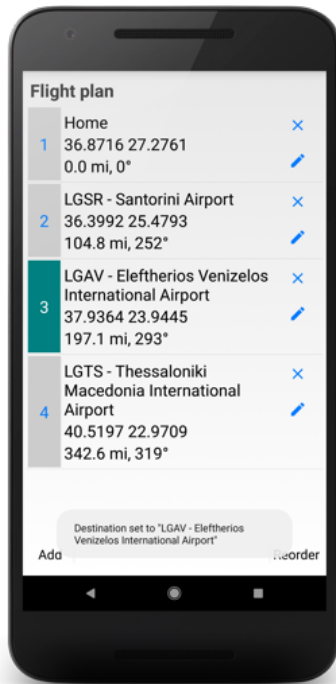 Flight plan
1
Home
36.8716 27.2761
0.0 mi, 0°
2
LGSR - Santorini Airport
36.3992 25.4793
104.8 mi, 252°
3
LGAV - Eleftherios Venizelos
International Airport
37.9364 23.9445
197.1 mi, 293°
4
LGTS - Thessaloniki
Macedonia International
Airport
40.5197 22.9709
342.6 mi, 319°
Destination set to "LGAV - Eleftherios
Venizelos International Airport"
Add
Reorder